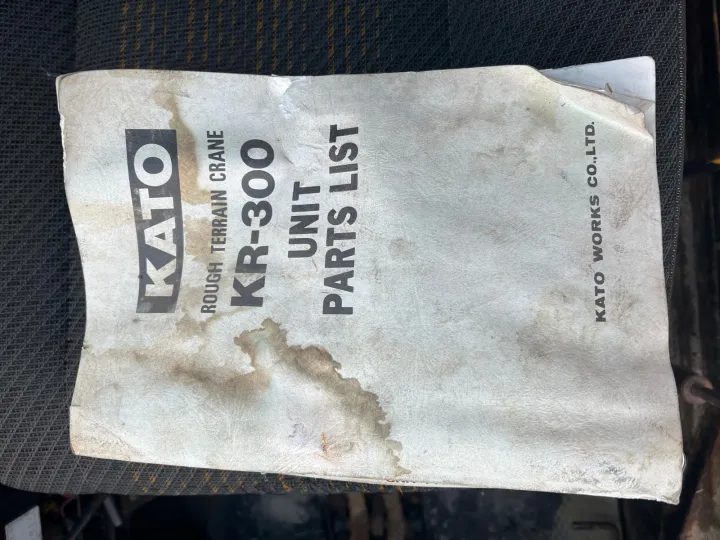 KATO
ROUGH TERRAIN CRANE
KR-300
UNIT
PARTS LIST
KATO WORKS CO.,LTD.